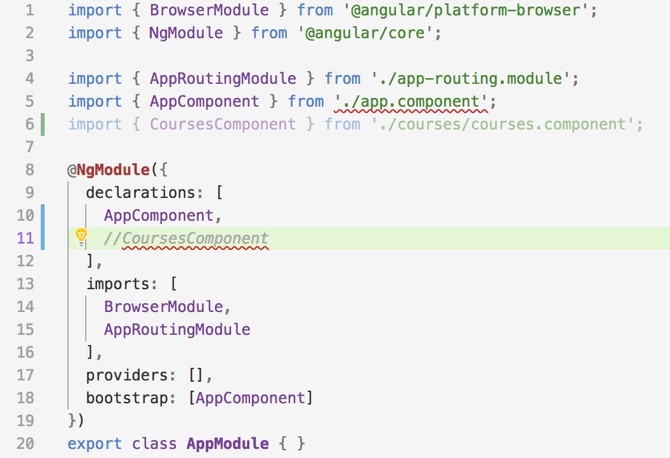 1 import { BrowserModule } from '@angular/platform-browser';
2 import { NgModule } from '@angular/core';
3
4 import { AppRoutingModule } from './app-routing.module';
5 import { AppComponent } from './app.component';
6 import { CoursesComponent } from './courses/courses.component';
7
8 @NgModule({
9 declarations: [
10 AppComponent,
11 //CoursesComponent
12 ],
13 imports: [
14 BrowserModule,
15 AppRoutingModule
16 ],
17 providers: [],
18 bootstrap: [AppComponent]
19 })
20 export class AppModule { }